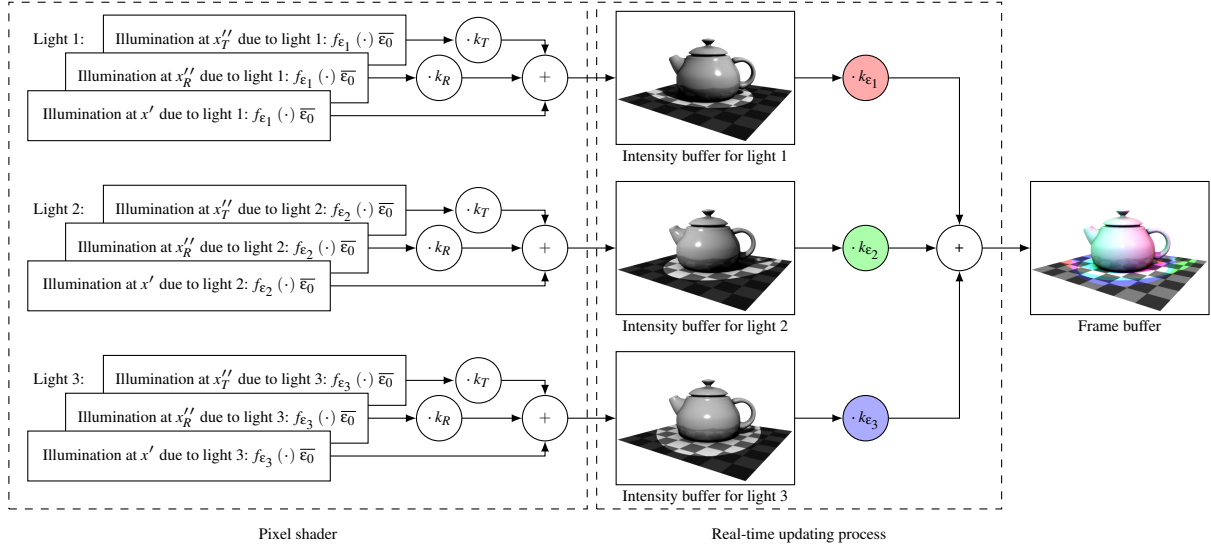 Light 1:
Illumination at x''_T due to light 1: f_ε₁ (·) ε̅₀
· k_T
Illumination at x''_R due to light 1: f_ε₁ (·) ε̅₀
· k_R
+
Illumination at x' due to light 1: f_ε₁ (·) ε̅₀
Intensity buffer for light 1
· k_ε₁
Light 2:
Illumination at x''_T due to light 2: f_ε₂ (·) ε̅₀
· k_T
Illumination at x''_R due to light 2: f_ε₂ (·) ε̅₀
· k_R
+
Illumination at x' due to light 2: f_ε₂ (·) ε̅₀
Intensity buffer for light 2
· k_ε₂
+
Frame buffer
Light 3:
Illumination at x''_T due to light 3: f_ε₃ (·) ε̅₀
· k_T
Illumination at x''_R due to light 3: f_ε₃ (·) ε̅₀
· k_R
+
Illumination at x' due to light 3: f_ε₃ (·) ε̅₀
Intensity buffer for light 3
· k_ε₃
Pixel shader
Real-time updating process